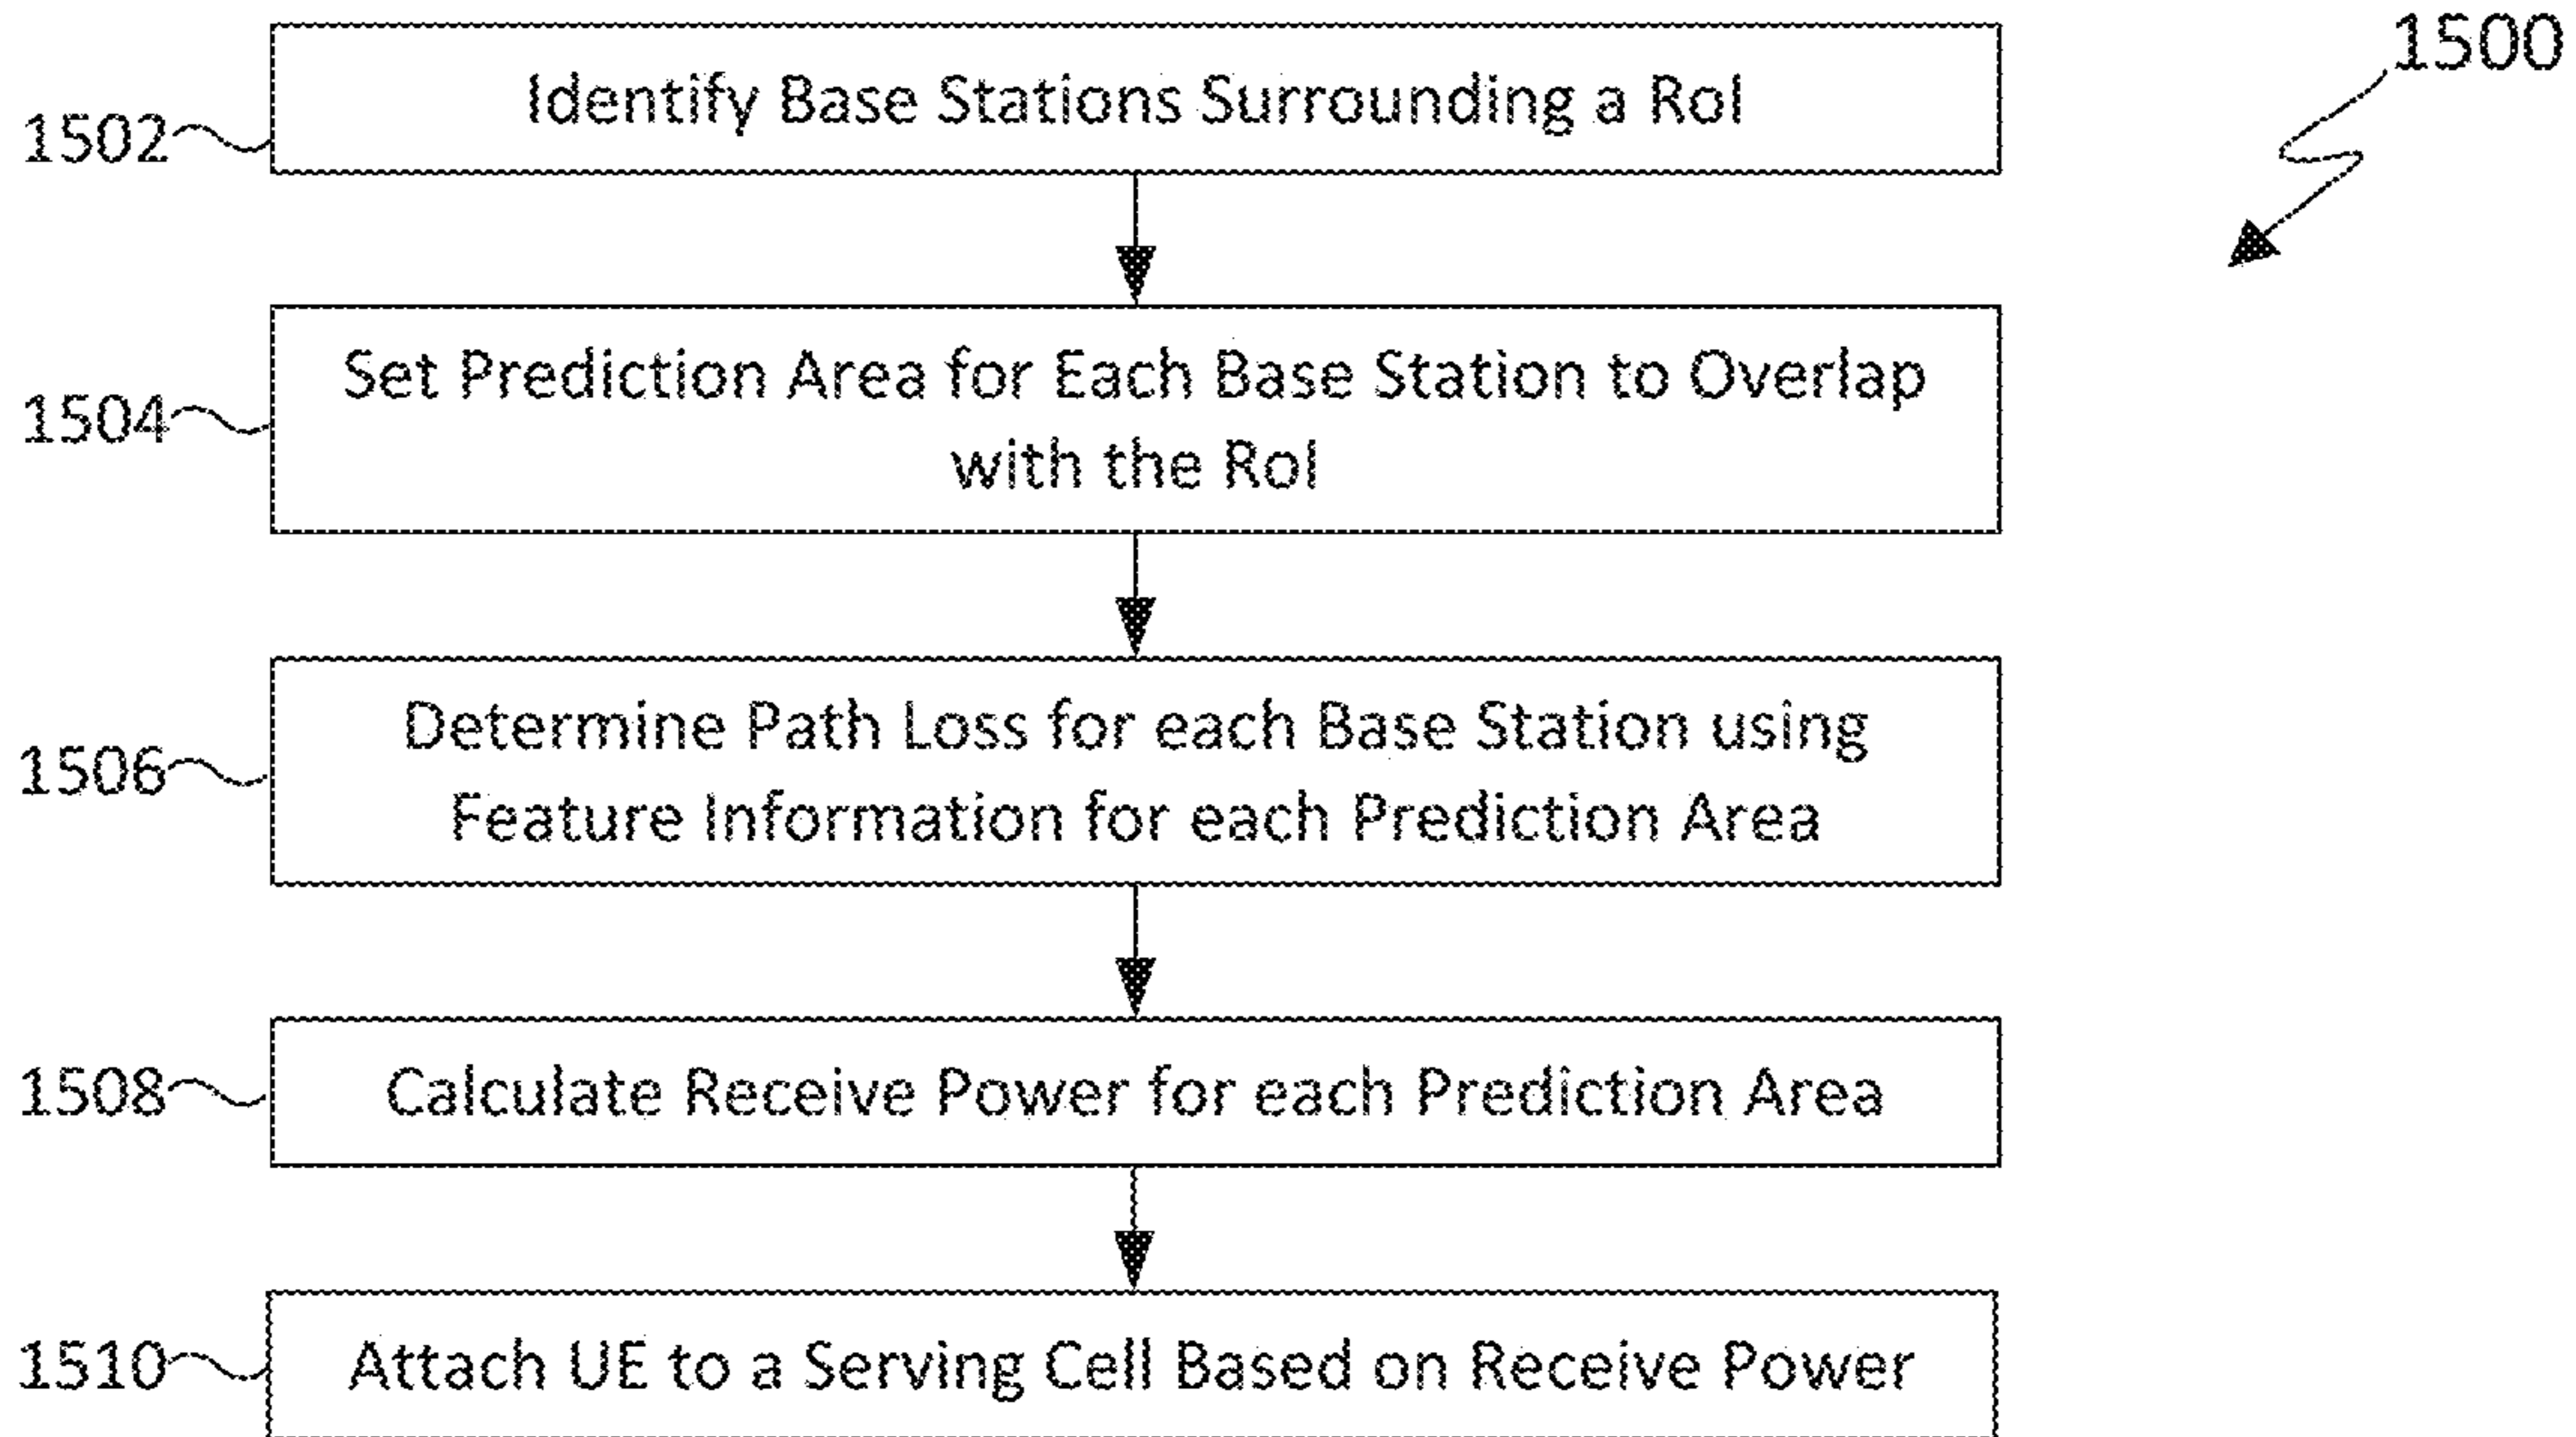 1500
Identify Base Stations Surrounding a RoI
1502
Set Prediction Area for Each Base Station to Overlap
with the RoI
1504
Determine Path Loss for each Base Station using
Feature Information for each Prediction Area
1506
Calculate Receive Power for each Prediction Area
1508
Attach UE to a Serving Cell Based on Receive Power
1510